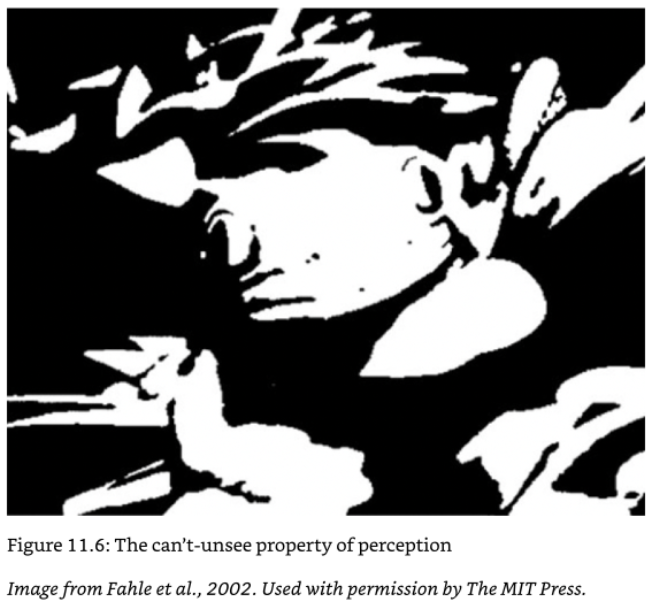 Figure 11.6: The can’t-unsee property of perception
Image from Fahle et al., 2002. Used with permission by The MIT Press.